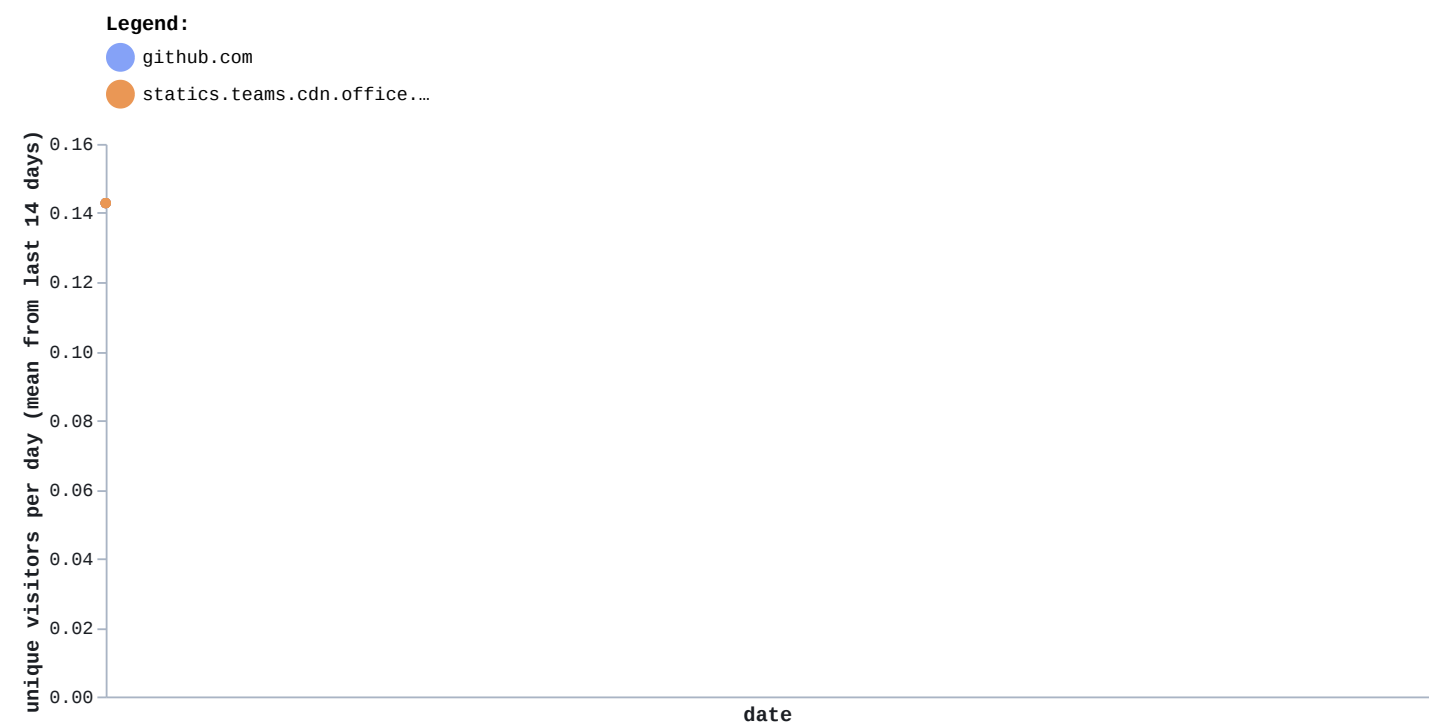 Legend:
github.com
statics.teams.cdn.office.…
unique visitors per day (mean from last 14 days)
0.16
0.14
0.12
0.10
0.08
0.06
0.04
0.02
0.00
date